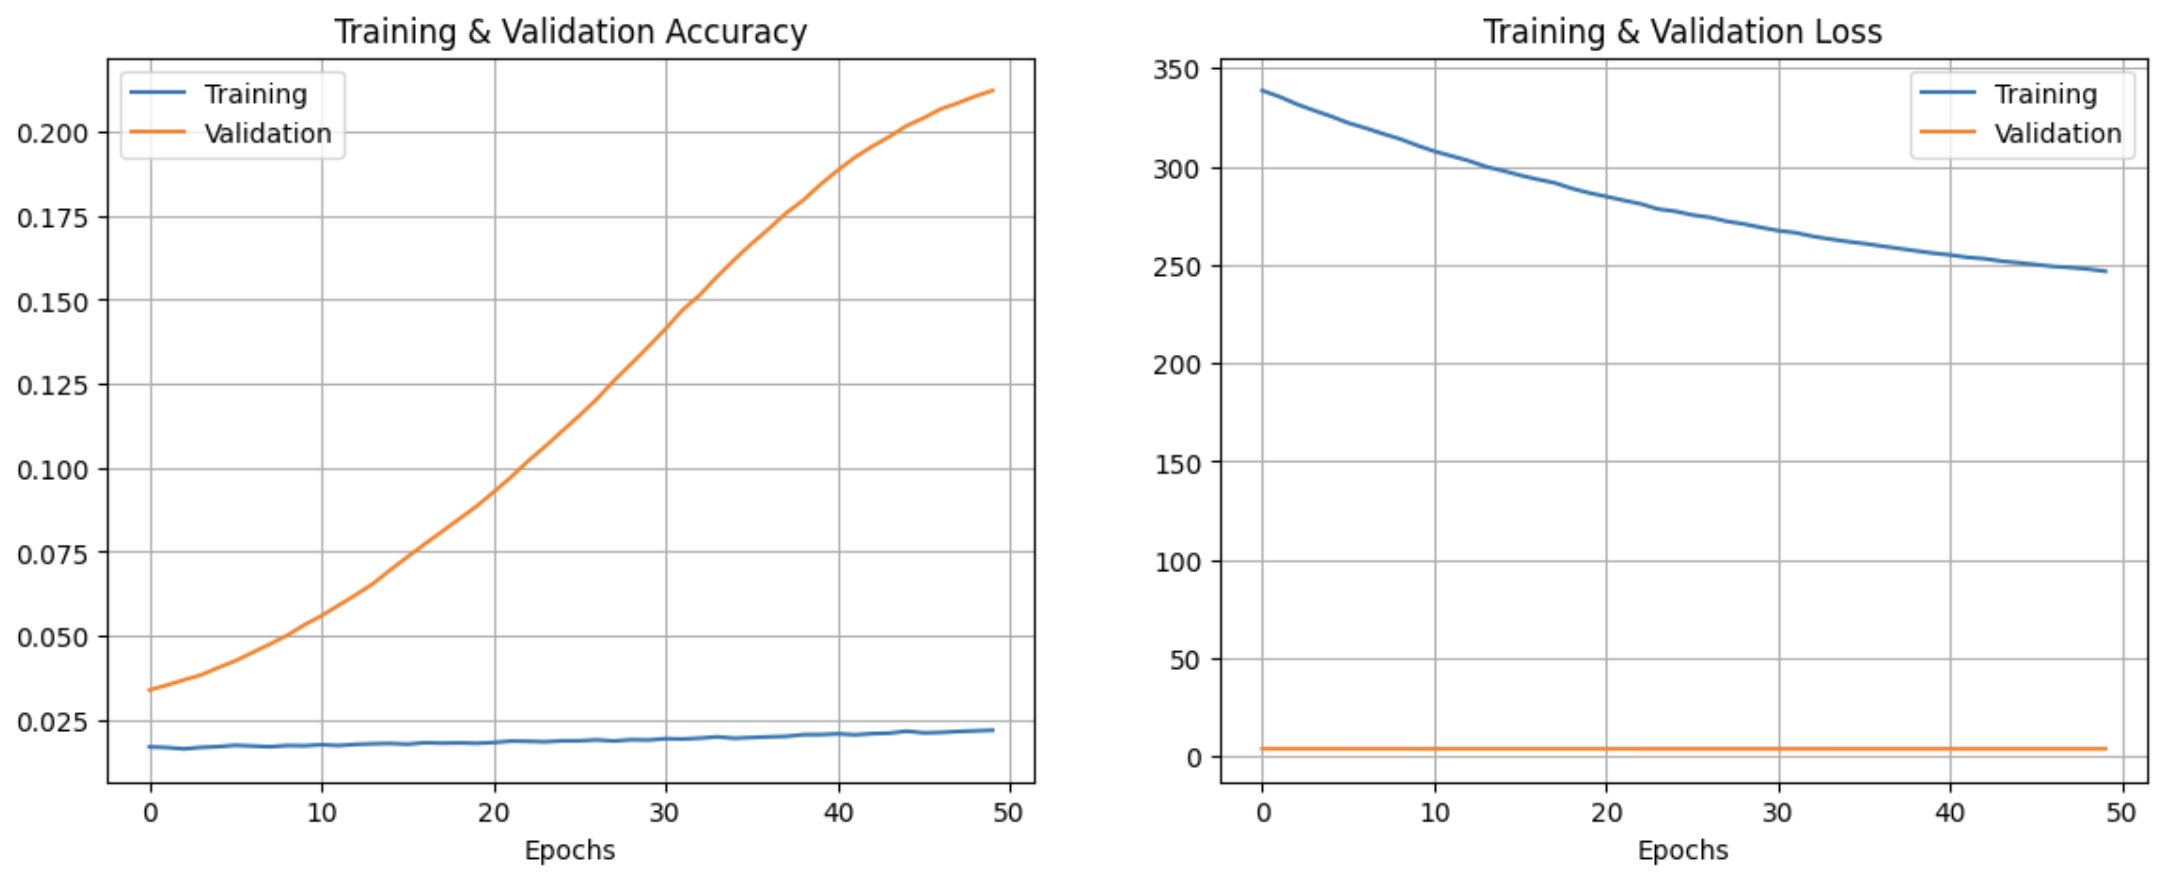 Training & Validation Accuracy
Training
Validation
0.200
0.175
0.150
0.125
0.100
0.075
0.050
0.025
0 10 20 30 40 50
Epochs
Training & Validation Loss
Training
Validation
350
300
250
200
150
100
50
0
0 10 20 30 40 50
Epochs